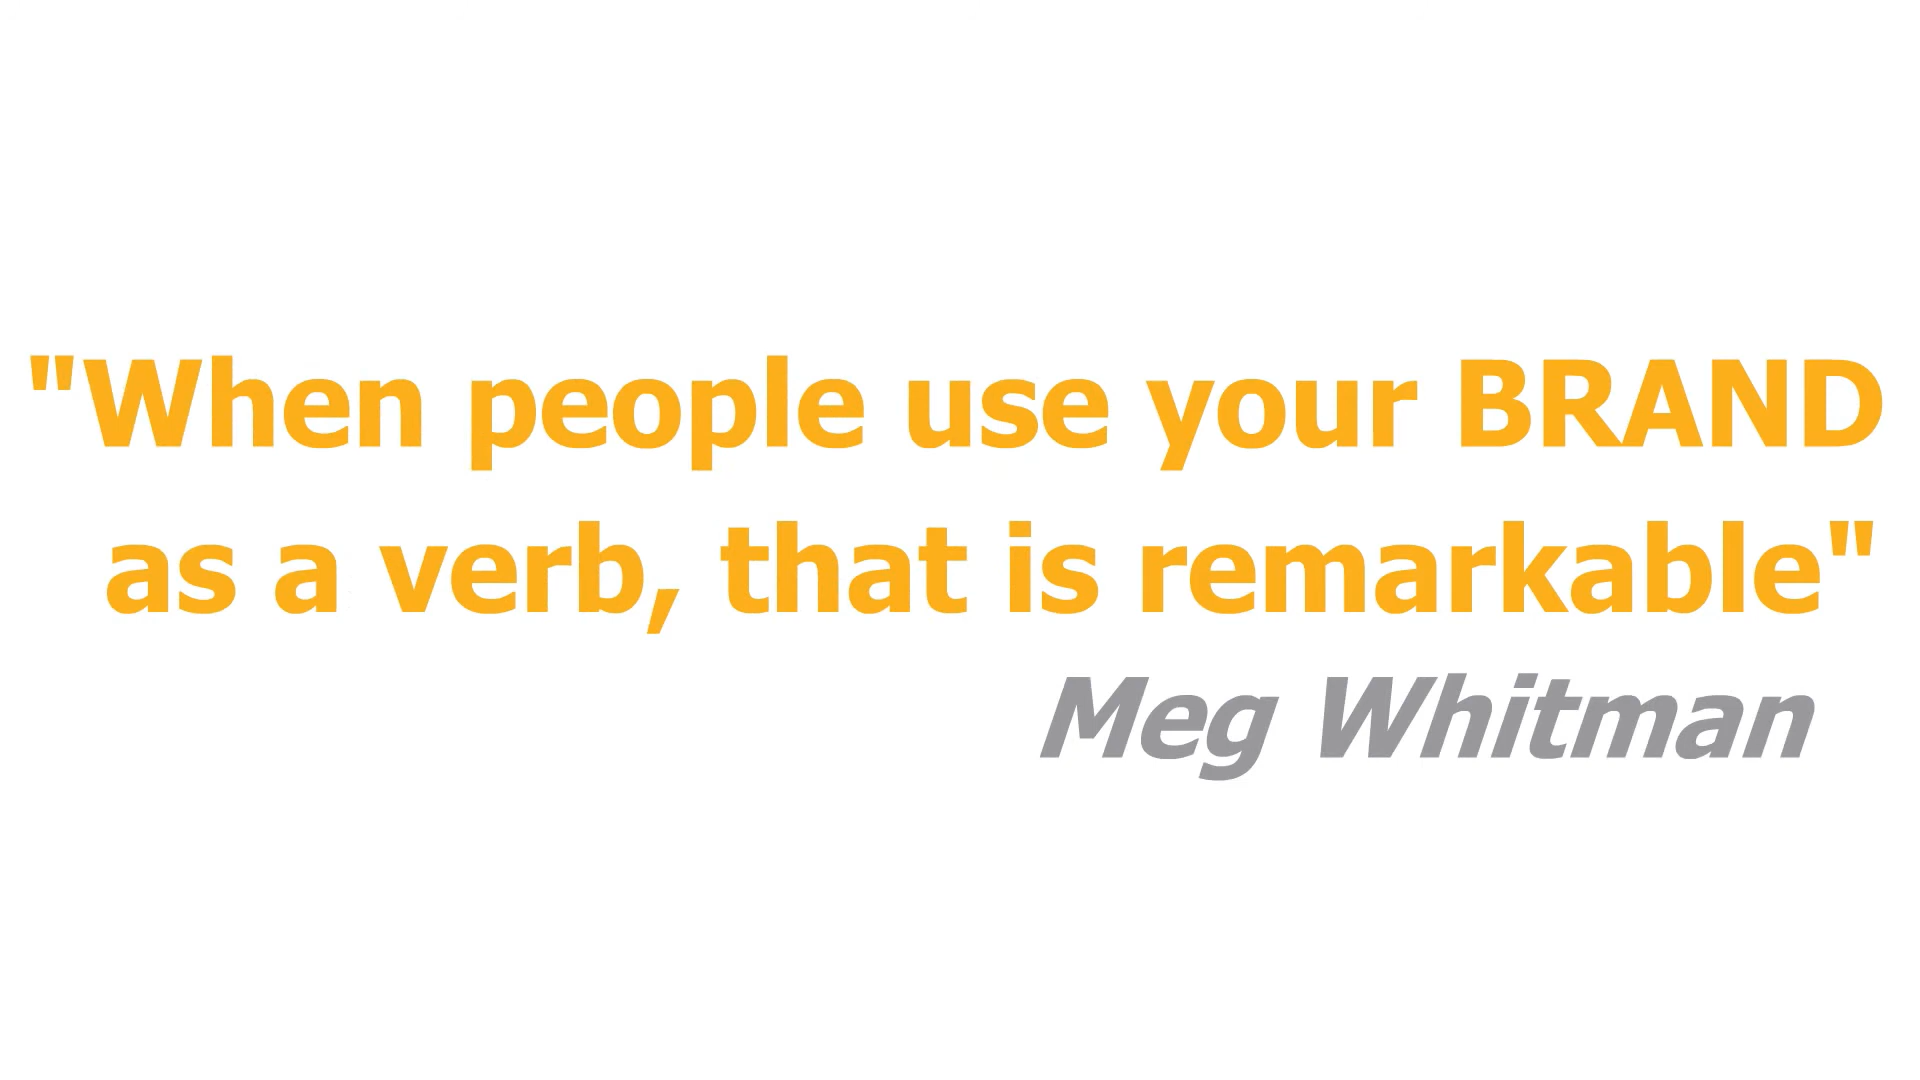 "When people use your BRAND
as a verb, that is remarkable"
Meg Whitman